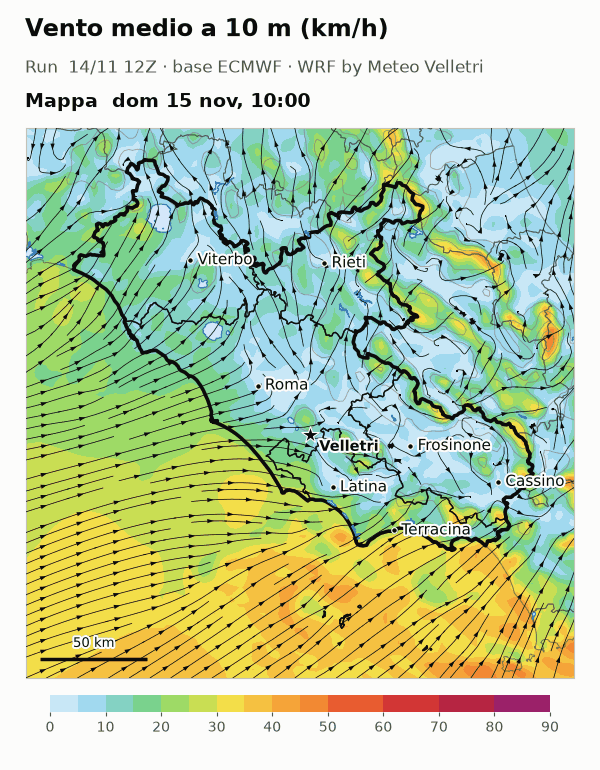 Vento medio a 10 m (km/h)
Run 14/11 12Z · base ECMWF · WRF by Meteo Velletri
Mappa dom 15 nov, 10:00
Viterbo
Rieti
Roma
Velletri
Frosinone
Latina
Cassino
Terracina
50 km
0 10 20 30 40 50 60 70 80 90